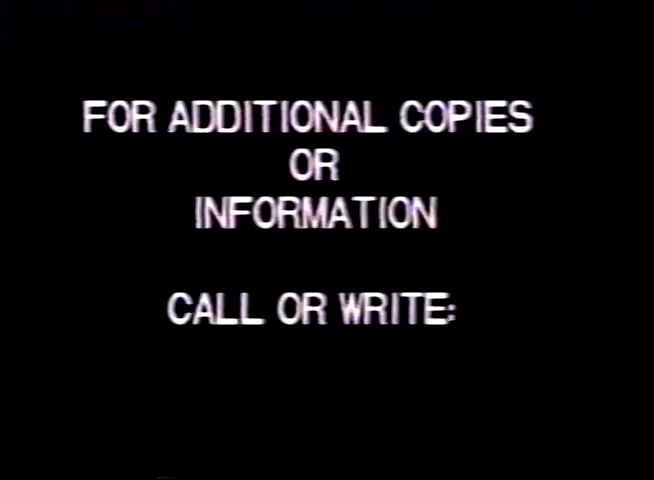 FOR ADDITIONAL COPIES
OR
INFORMATION
CALL OR WRITE: